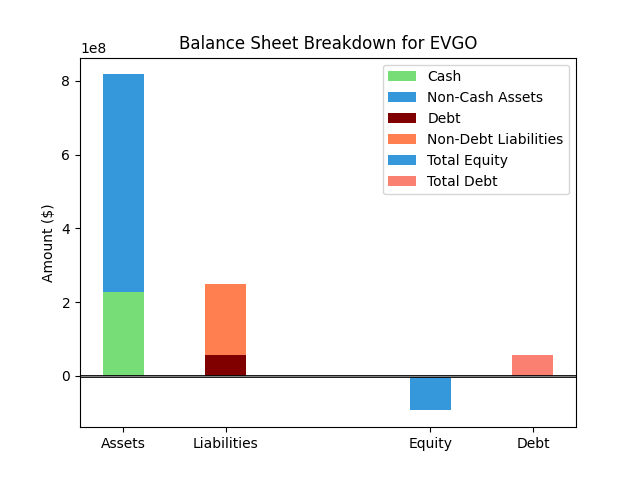 Balance Sheet Breakdown for EVGO
1e8
8
6
4
2
0
Amount ($)
Cash
Non-Cash Assets
Debt
Non-Debt Liabilities
Total Equity
Total Debt
Assets
Liabilities
Equity
Debt